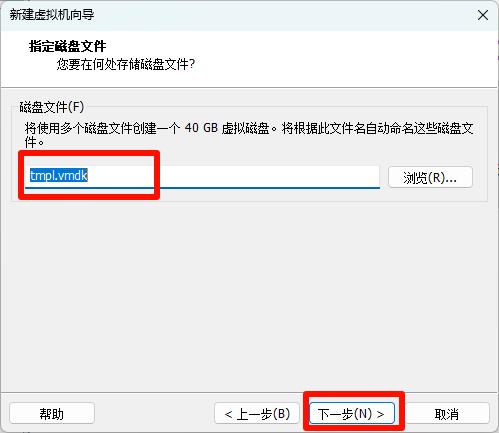 新建虚拟机向导
指定磁盘文件
您要在何处存储磁盘文件?
磁盘文件(F)
将使用多个磁盘文件创建一个 40 GB 虚拟磁盘。将根据此文件名自动命名这些磁盘文
件。
tmpl.vmdk
浏览(R)...
帮助
< 上一步(B)
下一步(N) >
取消